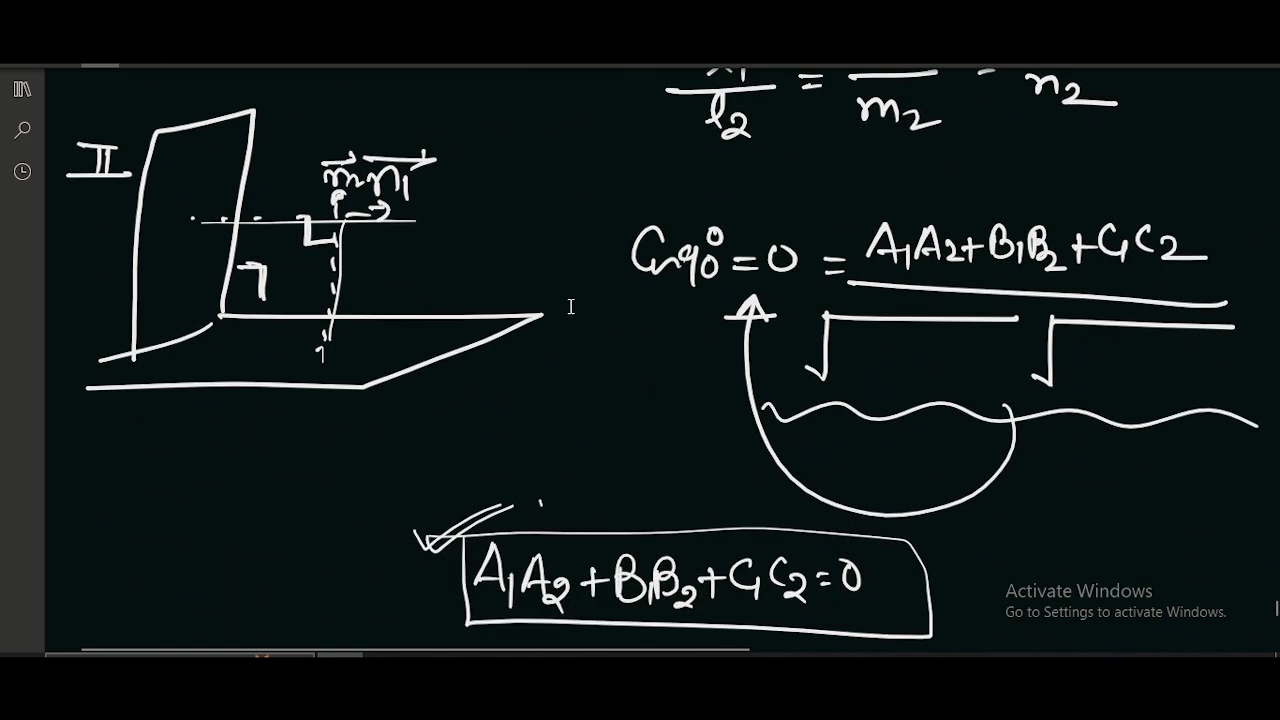 l2 = m2 = n2
II
n1
Cos 90° = 0 = A1A2 + B1B2 + C1C2
A1A2 + B1B2 + C1C2 = 0
Activate Windows
Go to Settings to activate Windows.